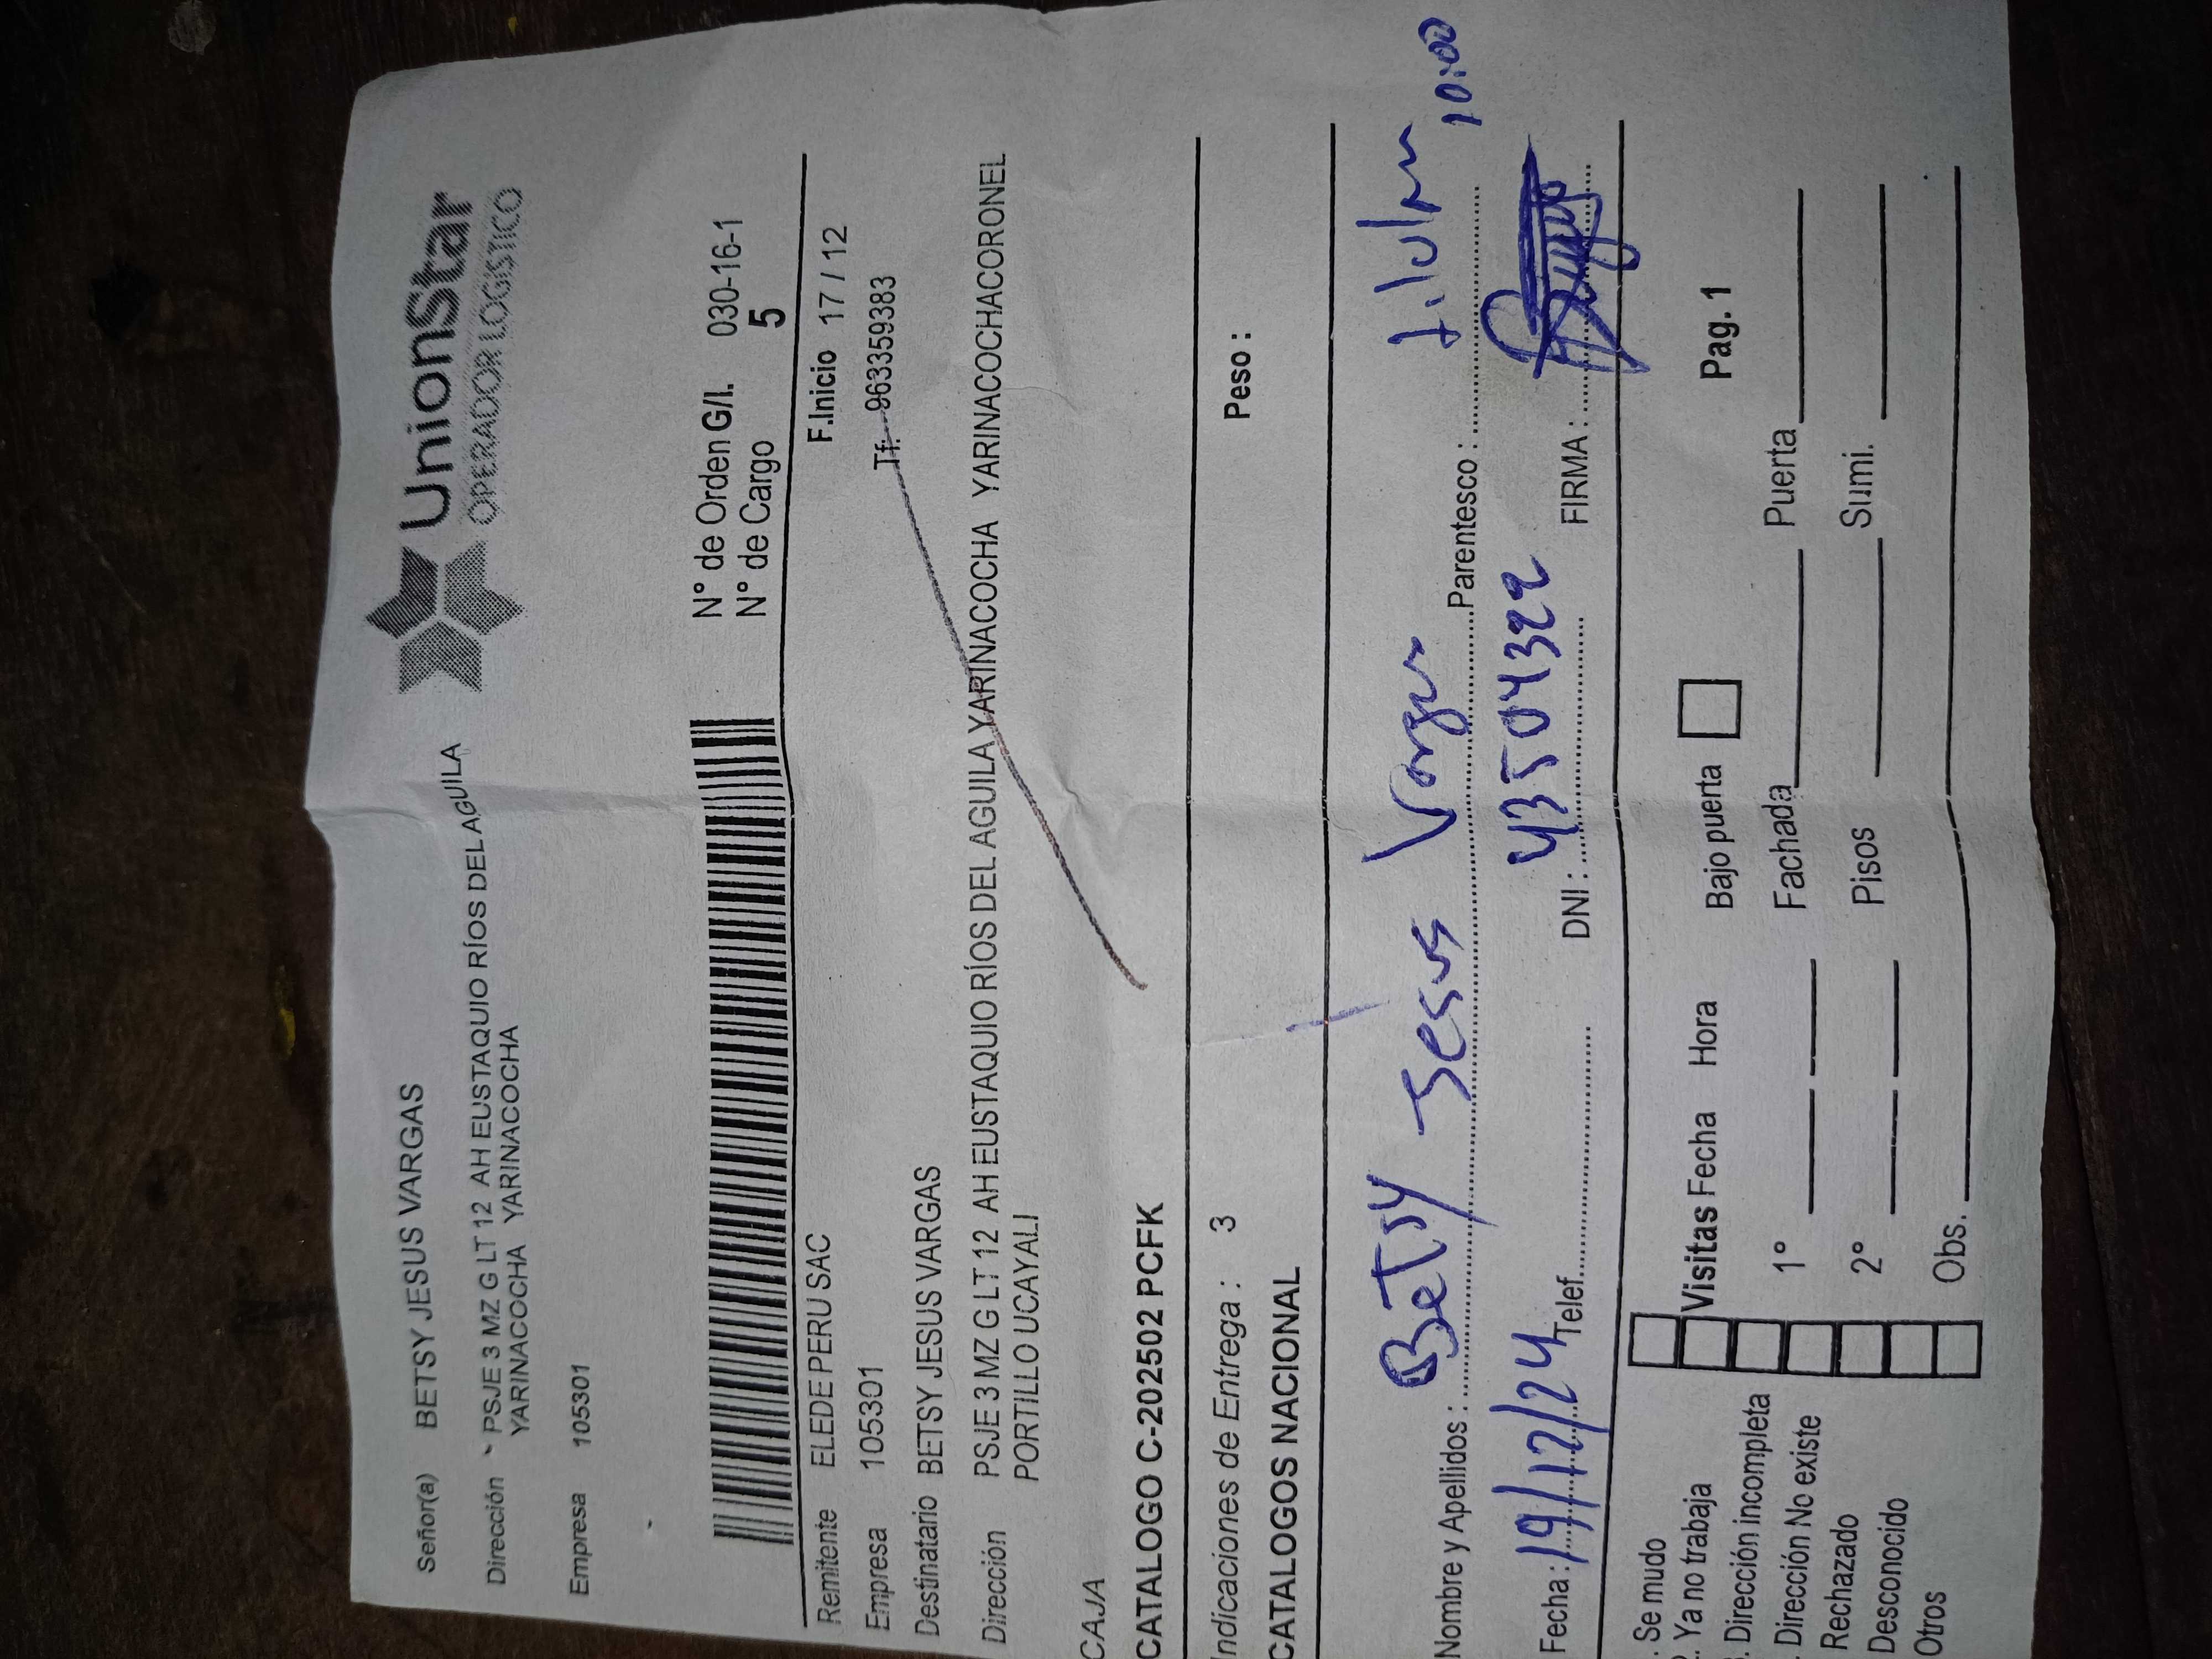 UnionStar
OPERADOR LOGISTICO
Señor(a) BETSY JESUS VARGAS
Dirección PSJE 3 MZ G LT 12 AH EUSTAQUIO RÍOS DEL AGUILA
YARINACOCHA YARINACOCHA
Empresa 105301
N° de Orden G/I. 030-16-1
N° de Cargo 5
Remitente ELEDE PERU SAC F.Inicio 17 / 12
Empresa 105301 Tf. 963359383
Destinatario BETSY JESUS VARGAS
Dirección PSJE 3 MZ G LT 12 AH EUSTAQUIO RÍOS DEL AGUILA YARINACOCHA YARINACOCHACORONEL
PORTILLO UCAYALI
CAJA
CATALOGO C-202502 PCFK
Indicaciones de Entrega : 3 Peso :
CATALOGOS NACIONAL
Nombre y Apellidos : Betsy Jesus Vargas Parentesco : Titular
10:00
Fecha : 19/12/24 Telef. DNI : 43504322 FIRMA :
. Se mudo
. Ya no trabaja Visitas Fecha Hora Bajo puerta Pag. 1
. Dirección incompleta 1° Fachada Puerta
. Dirección No existe
Rechazado 2° Pisos Sumi.
Desconocido
Otros Obs.